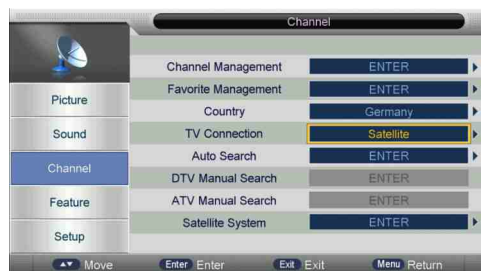 Channel
Picture
Sound
Channel
Feature
Setup
Channel Management ENTER
Favorite Management ENTER
Country Germany
TV Connection Satellite
Auto Search ENTER
DTV Manual Search ENTER
ATV Manual Search ENTER
Satellite System ENTER
Move Enter Enter Exit Exit Menu Return